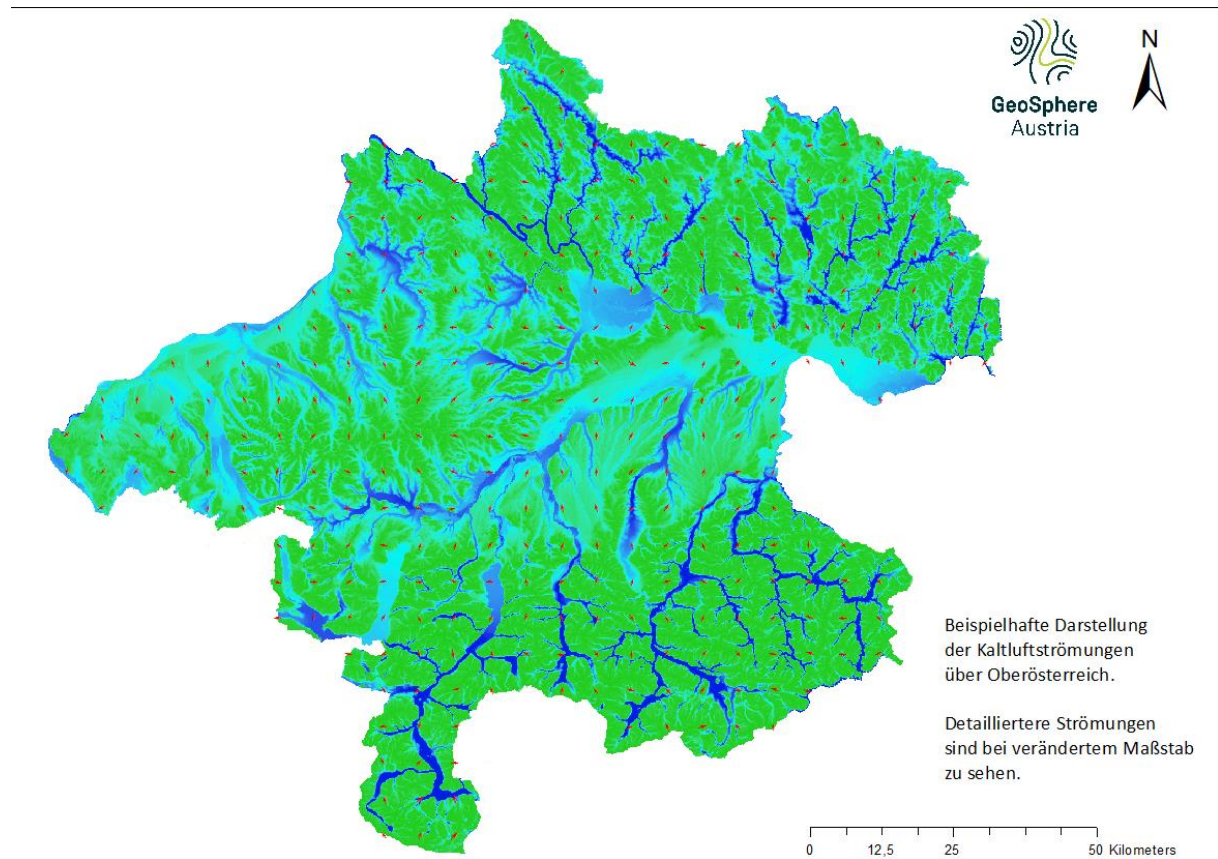 GeoSphere
Austria
N
Beispielhafte Darstellung
der Kaltluftströmungen
über Oberösterreich.
Detailliertere Strömungen
sind bei verändertem Maßstab
zu sehen.
0 12,5 25 50 Kilometers